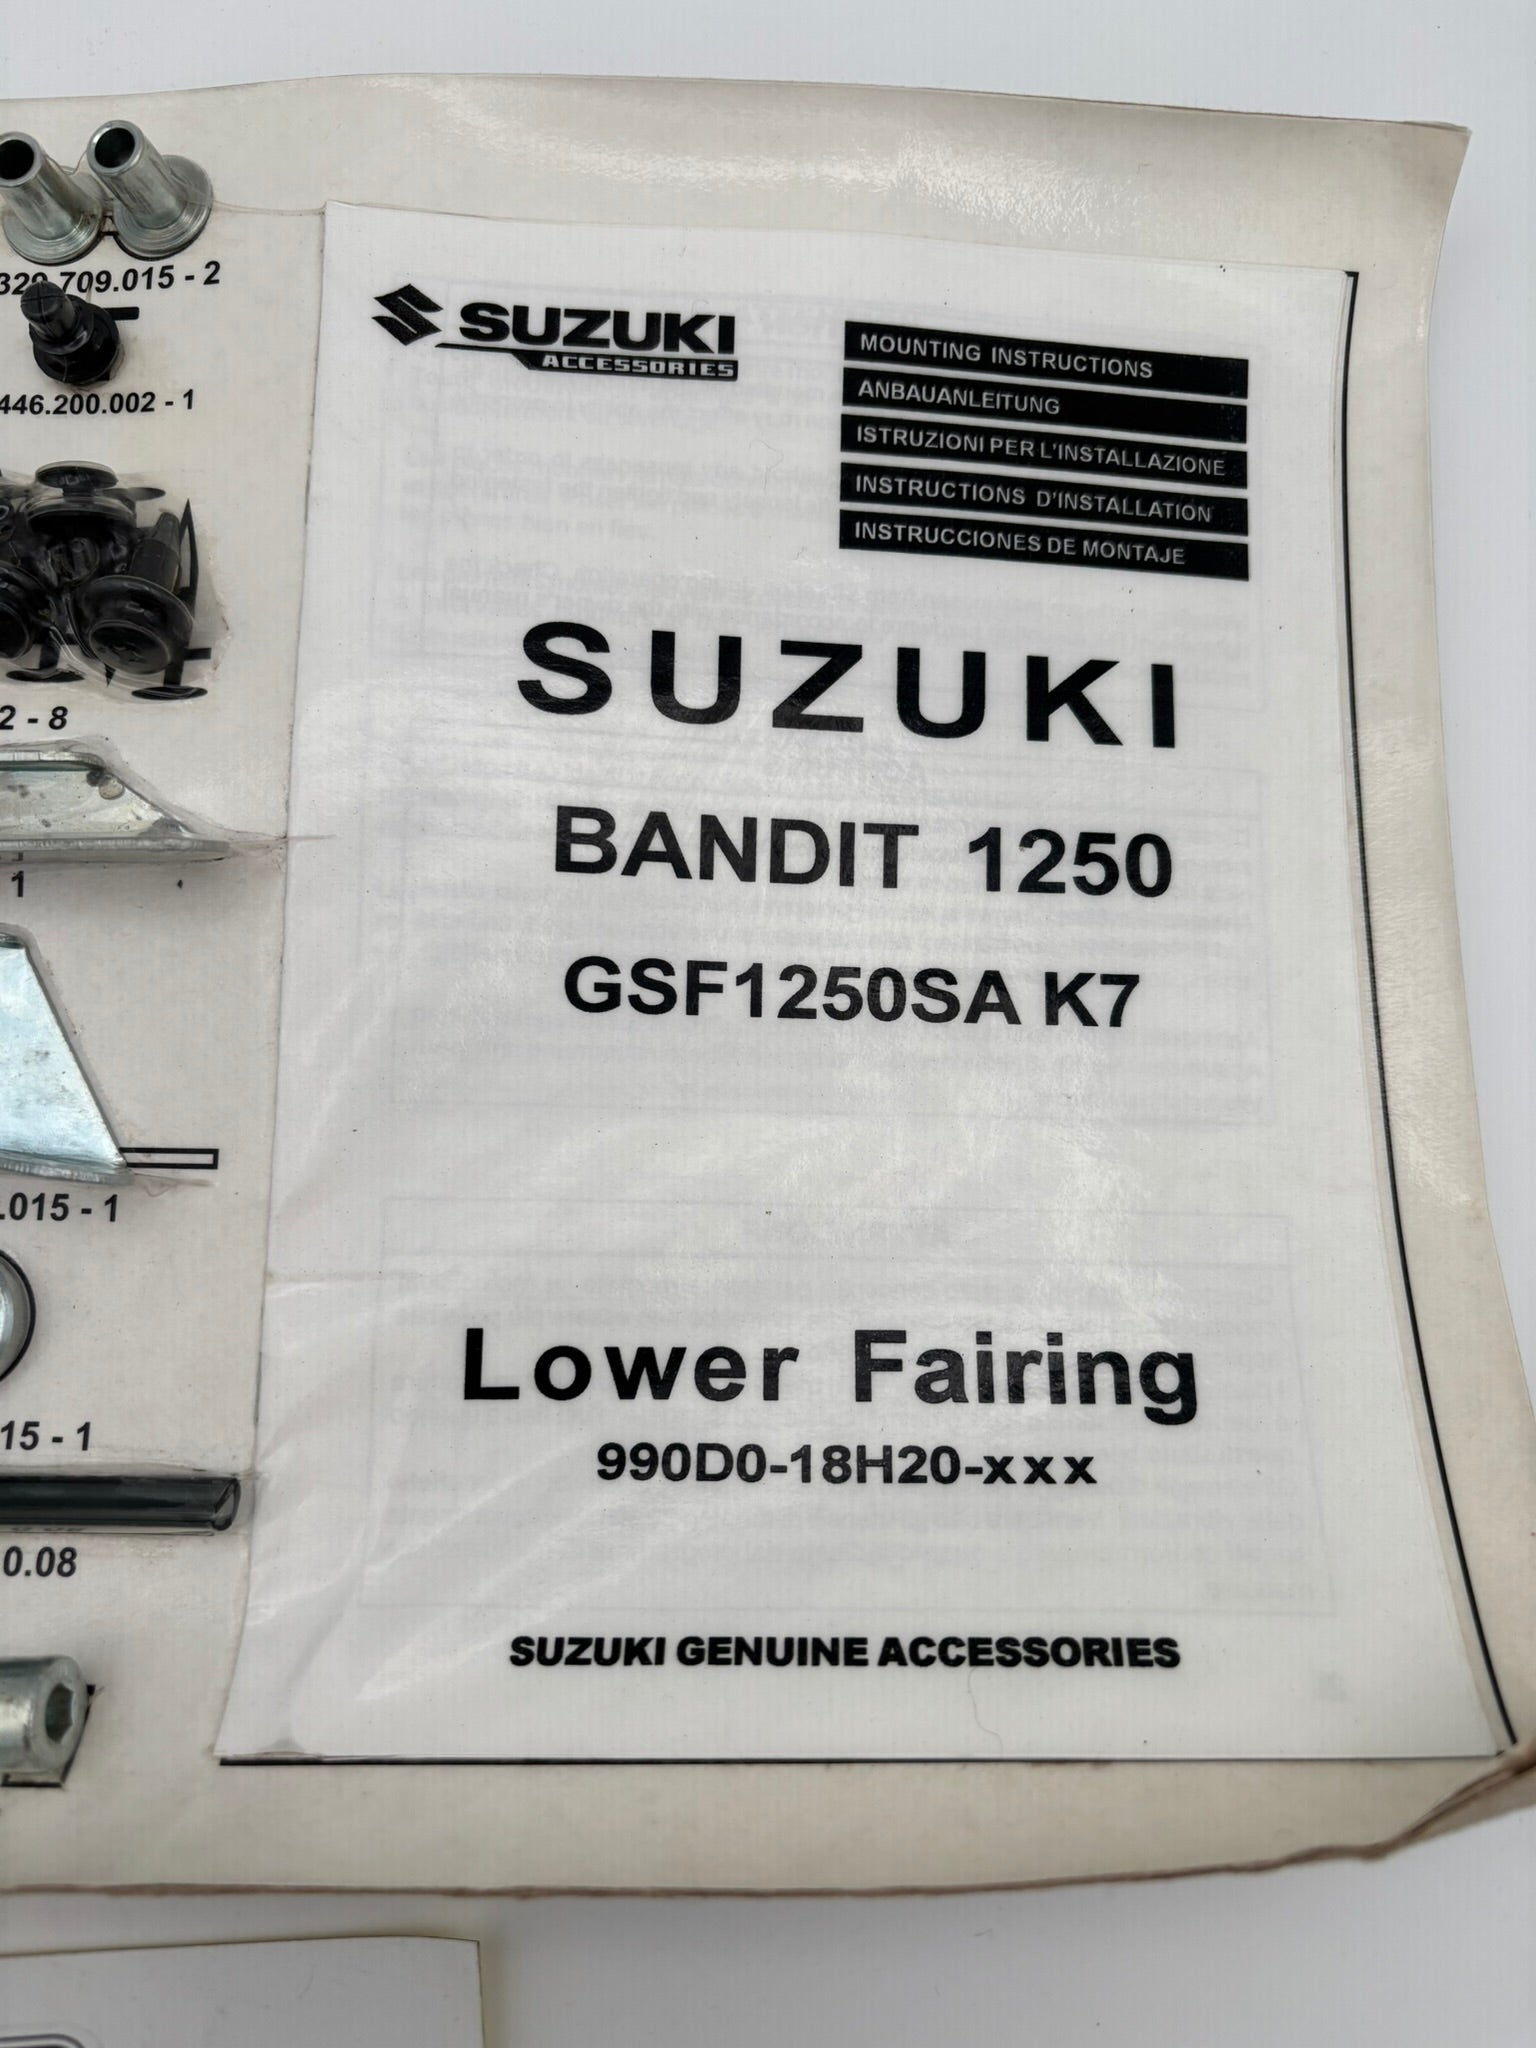 709.015 - 2
446.200.002 - 1
2 - 8
1
.015 - 1
15 - 1
0.08
SUZUKI
ACCESSORIES
MOUNTING INSTRUCTIONS
ANBAUANLEITUNG
ISTRUZIONI PER L'INSTALLAZIONE
INSTRUCTIONS D'INSTALLATION
INSTRUCCIONES DE MONTAJE
SUZUKI
BANDIT 1250
GSF1250SA K7
Lower Fairing
990D0-18H20-xxx
SUZUKI GENUINE ACCESSORIES